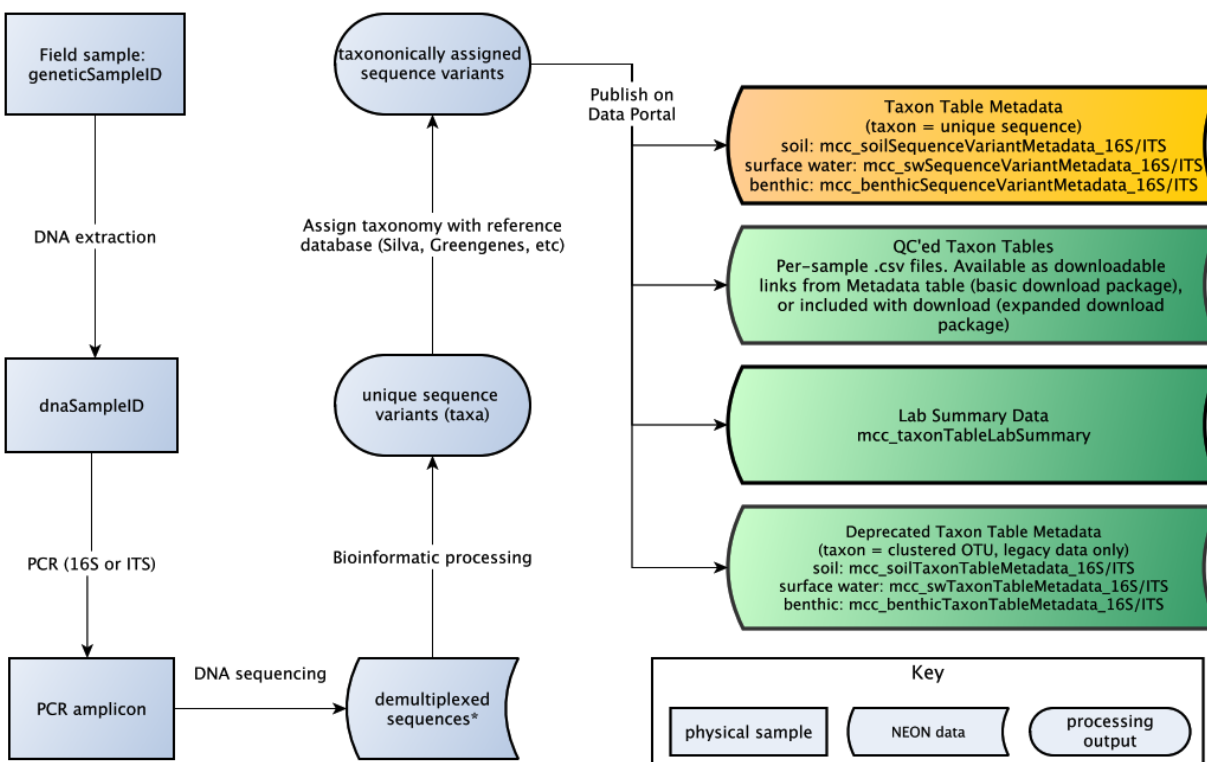 Field sample:
geneticSampleID
DNA extraction
dnaSampleID
PCR (16S or ITS)
PCR amplicon
DNA sequencing
demultiplexed
sequences*
Bioinformatic processing
unique sequence
variants (taxa)
Assign taxonomy with reference
database (Silva, Greengenes, etc)
taxononically assigned
sequence variants
Publish on
Data Portal
Taxon Table Metadata
(taxon = unique sequence)
soil: mcc_soilSequenceVariantMetadata_16S/ITS
surface water: mcc_swSequenceVariantMetadata_16S/ITS
benthic: mcc_benthicSequenceVariantMetadata_16S/ITS
QC'ed Taxon Tables
Per-sample .csv files. Available as downloadable
links from Metadata table (basic download package),
or included with download (expanded download
package)
Lab Summary Data
mcc_taxonTableLabSummary
Deprecated Taxon Table Metadata
(taxon = clustered OTU, legacy data only)
soil: mcc_soilTaxonTableMetadata_16S/ITS
surface water: mcc_swTaxonTableMetadata_16S/ITS
benthic: mcc_benthicTaxonTableMetadata_16S/ITS
Key
physical sample
NEON data
processing
output